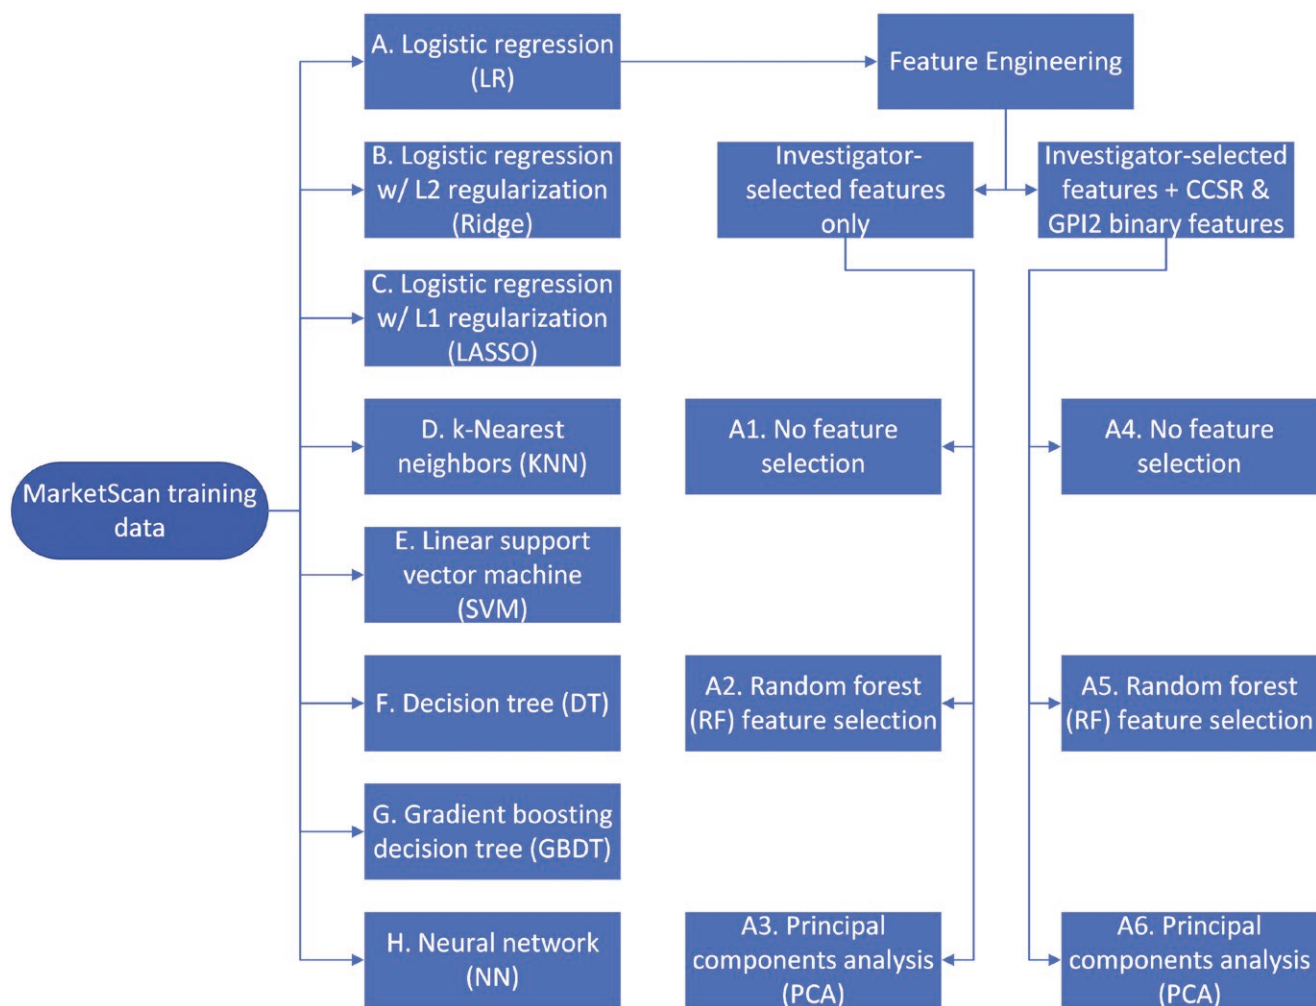 MarketScan training
data
A. Logistic regression
(LR)
B. Logistic regression
w/ L2 regularization
(Ridge)
C. Logistic regression
w/ L1 regularization
(LASSO)
D. k-Nearest
neighbors (KNN)
E. Linear support
vector machine
(SVM)
F. Decision tree (DT)
G. Gradient boosting
decision tree (GBDT)
H. Neural network
(NN)
Feature Engineering
Investigator-
selected features
only
Investigator-selected
features + CCSR &
GPI2 binary features
A1. No feature
selection
A2. Random forest
(RF) feature selection
A3. Principal
components analysis
(PCA)
A4. No feature
selection
A5. Random forest
(RF) feature selection
A6. Principal
components analysis
(PCA)